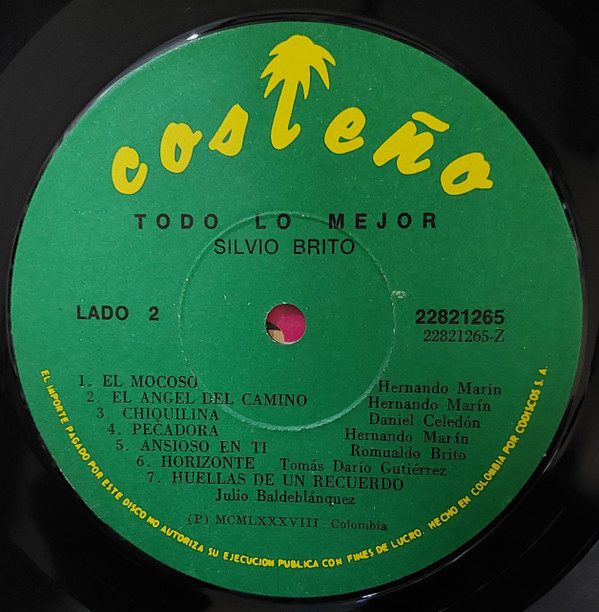 costeño
TODO LO MEJOR
SILVIO BRITO
LADO 2
22821265
22821265-Z
1. EL MOCOSO Hernando Marín
2. EL ANGEL DEL CAMINO Hernando Marín
3. CHIQUILINA Daniel Celedón
4. PECADORA Hernando Marín
5. ANSIOSO EN TI Romualdo Brito
6. HORIZONTE Tomás Darío Gutiérrez
7. HUELLAS DE UN RECUERDO
Julio Baldeblánquez
(P) MCMLXXXVIII - Colombia
EL IMPORTE PAGADO POR ESTE DISCO NO AUTORIZA SU EJECUCION PUBLICA CON FINES DE LUCRO. HECHO EN COLOMBIA POR CODISCOS S. A.